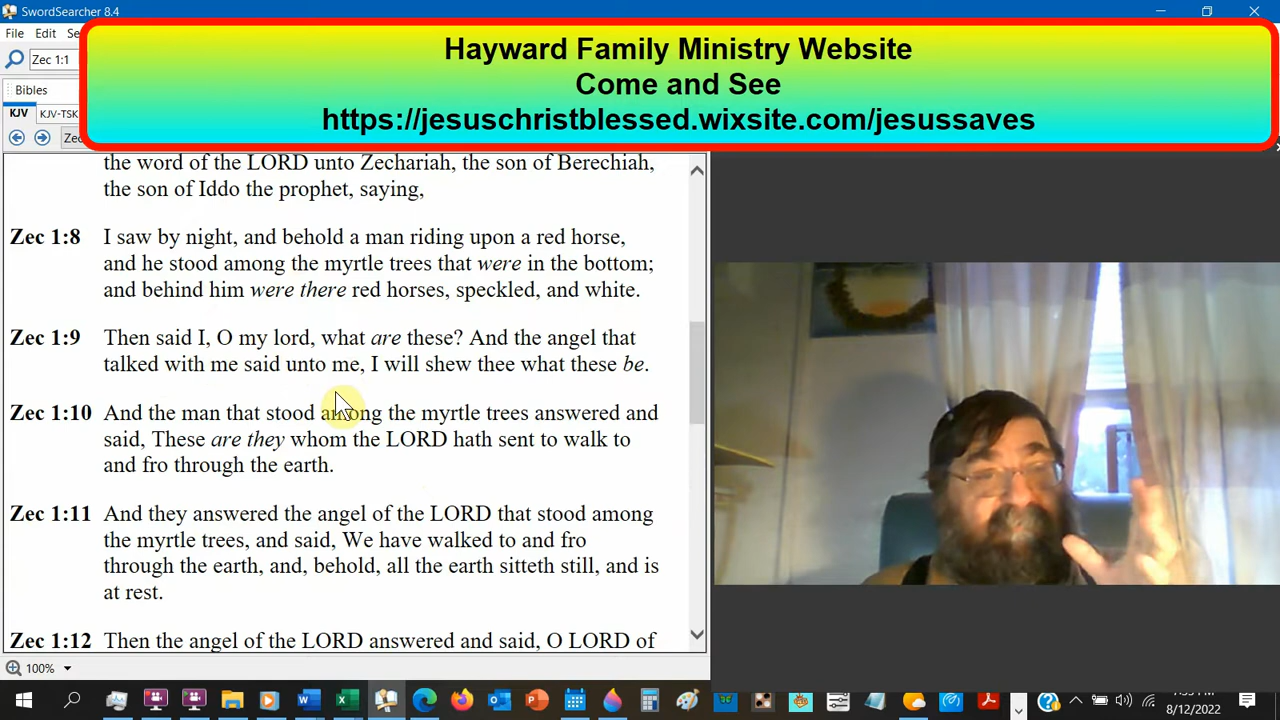 SwordSearcher 8.4
File Edit
Hayward Family Ministry Website
Come and See
https://jesuschristblessed.wixsite.com/jesussaves
Zec 1:1
Bibles
KJV KJV-TSK
the word of the LORD unto Zechariah, the son of Berechiah,
the son of Iddo the prophet, saying,
Zec 1:8 I saw by night, and behold a man riding upon a red horse,
and he stood among the myrtle trees that were in the bottom;
and behind him were there red horses, speckled, and white.
Zec 1:9 Then said I, O my lord, what are these? And the angel that
talked with me said unto me, I will shew thee what these be.
Zec 1:10 And the man that stood among the myrtle trees answered and
said, These are they whom the LORD hath sent to walk to
and fro through the earth.
Zec 1:11 And they answered the angel of the LORD that stood among
the myrtle trees, and said, We have walked to and fro
through the earth, and, behold, all the earth sitteth still, and is
at rest.
Zec 1:12 Then the angel of the LORD answered and said, O LORD of
100%
8/12/2022